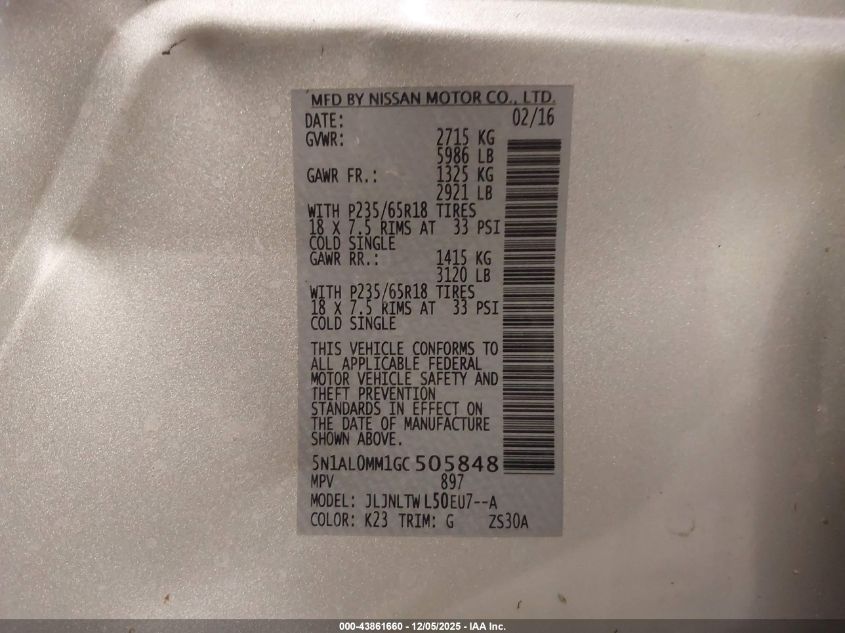 MFD BY NISSAN MOTOR CO., LTD.
DATE: 02/16
GVWR: 2715 KG
5986 LB
GAWR FR.: 1325 KG
2921 LB
WITH P235/65R18 TIRES
18 X 7.5 RIMS AT 33 PSI
COLD SINGLE
GAWR RR.: 1415 KG
3120 LB
WITH P235/65R18 TIRES
18 X 7.5 RIMS AT 33 PSI
COLD SINGLE
THIS VEHICLE CONFORMS TO
ALL APPLICABLE FEDERAL
MOTOR VEHICLE SAFETY AND
THEFT PREVENTION
STANDARDS IN EFFECT ON
THE DATE OF MANUFACTURE
SHOWN ABOVE.
5N1AL0MM1GC 505848
MPV 897
MODEL: JLJNLTW L50EU7--A
COLOR: K23 TRIM: G ZS30A
000-43861660 - 12/05/2025 - IAA Inc.